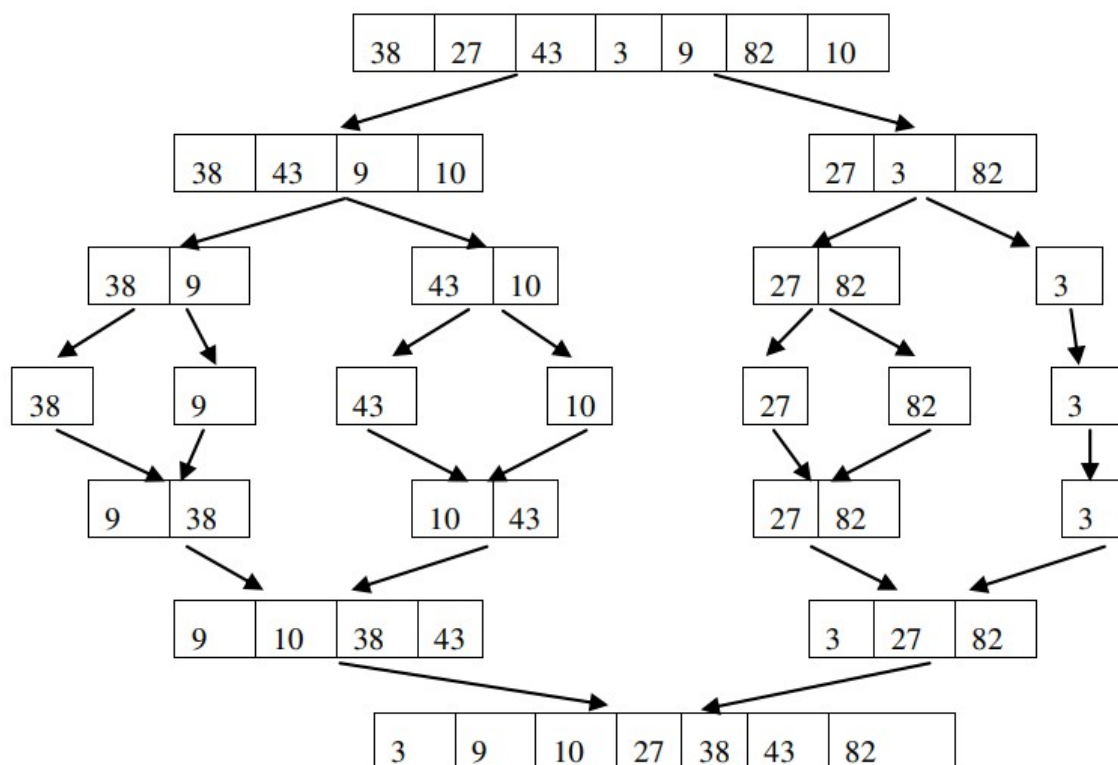 38 27 43 3 9 82 10
38 43 9 10 27 3 82
38 9 43 10 27 82 3
38 9 43 10 27 82 3
9 38 10 43 27 82 3
9 10 38 43 3 27 82
3 9 10 27 38 43 82